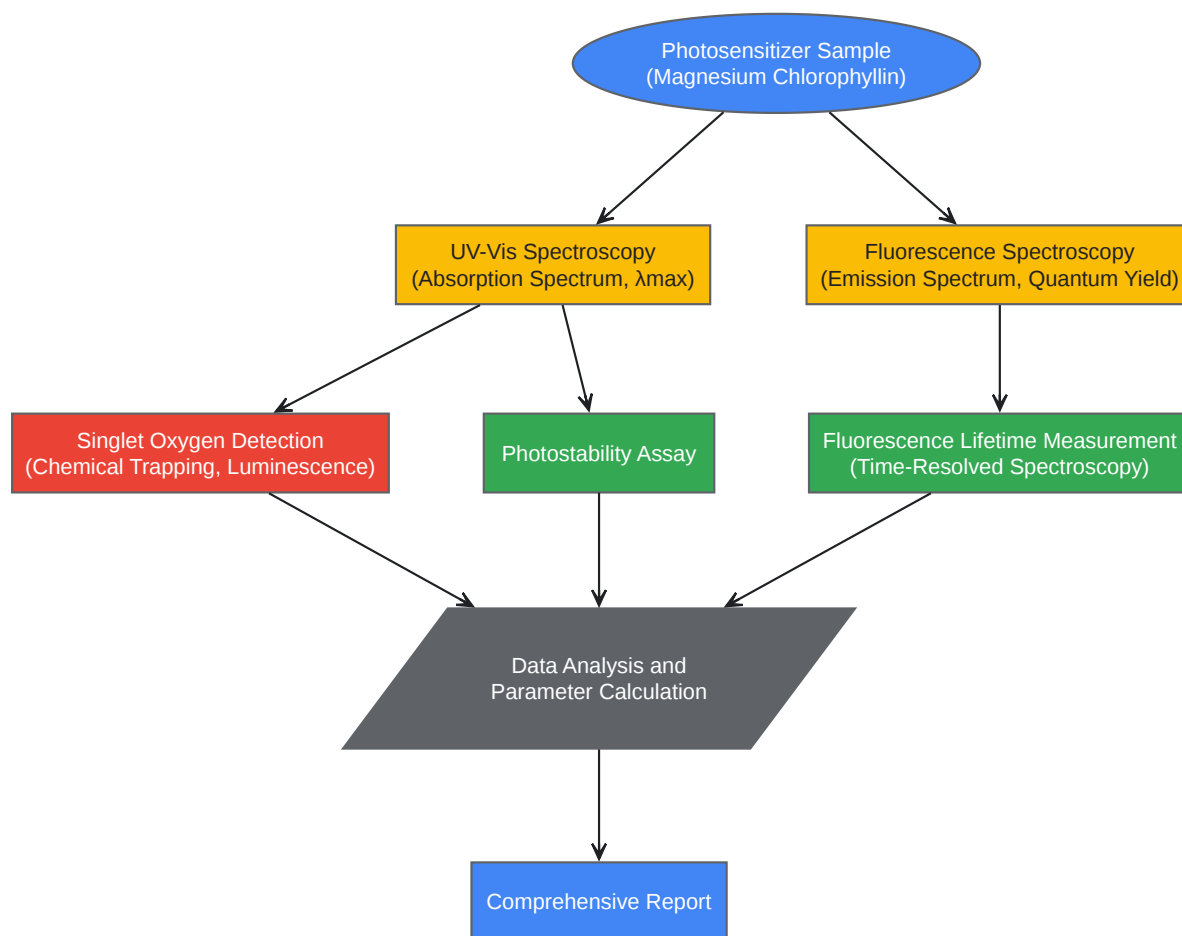 Photosensitizer Sample
(Magnesium Chlorophyllin)
UV-Vis Spectroscopy
(Absorption Spectrum, λmax)
Fluorescence Spectroscopy
(Emission Spectrum, Quantum Yield)
Singlet Oxygen Detection
(Chemical Trapping, Luminescence)
Photostability Assay
Fluorescence Lifetime Measurement
(Time-Resolved Spectroscopy)
Data Analysis and
Parameter Calculation
Comprehensive Report